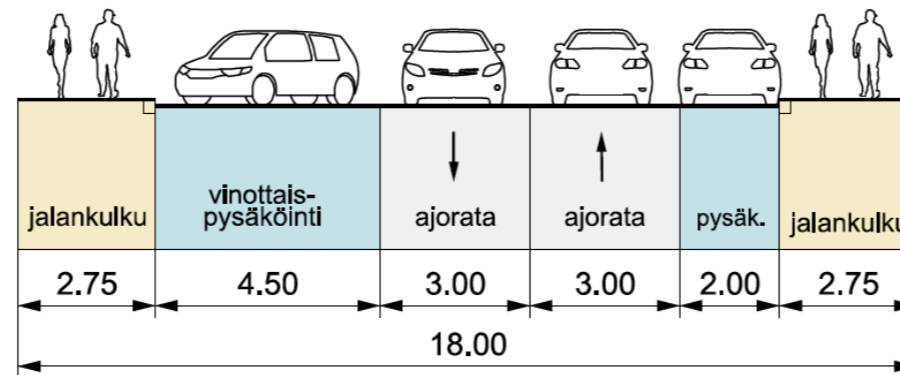 jalankulku
vinottais-
pysäköinti
ajorata
ajorata
pysäk.
jalankulku
2.75
4.50
3.00
3.00
2.00
2.75
18.00